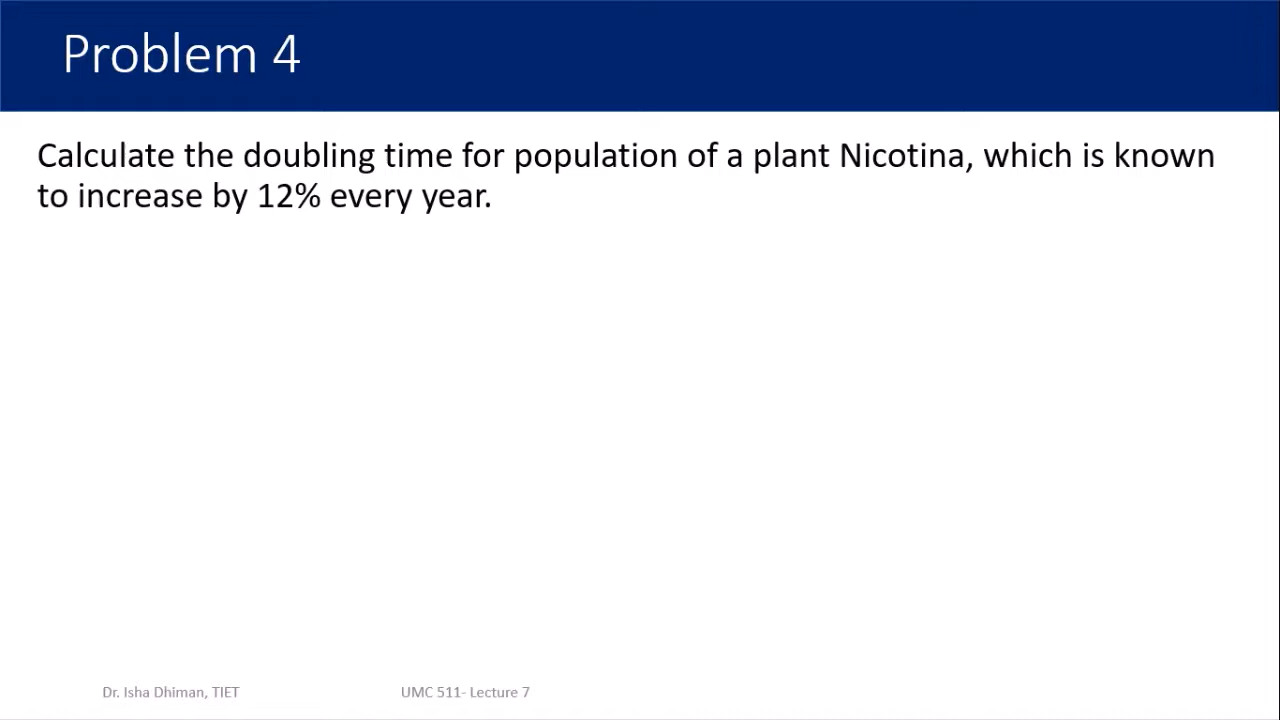 Problem 4
Calculate the doubling time for population of a plant Nicotina, which is known
to increase by 12% every year.
Dr. Isha Dhiman, TIET
UMC 511- Lecture 7